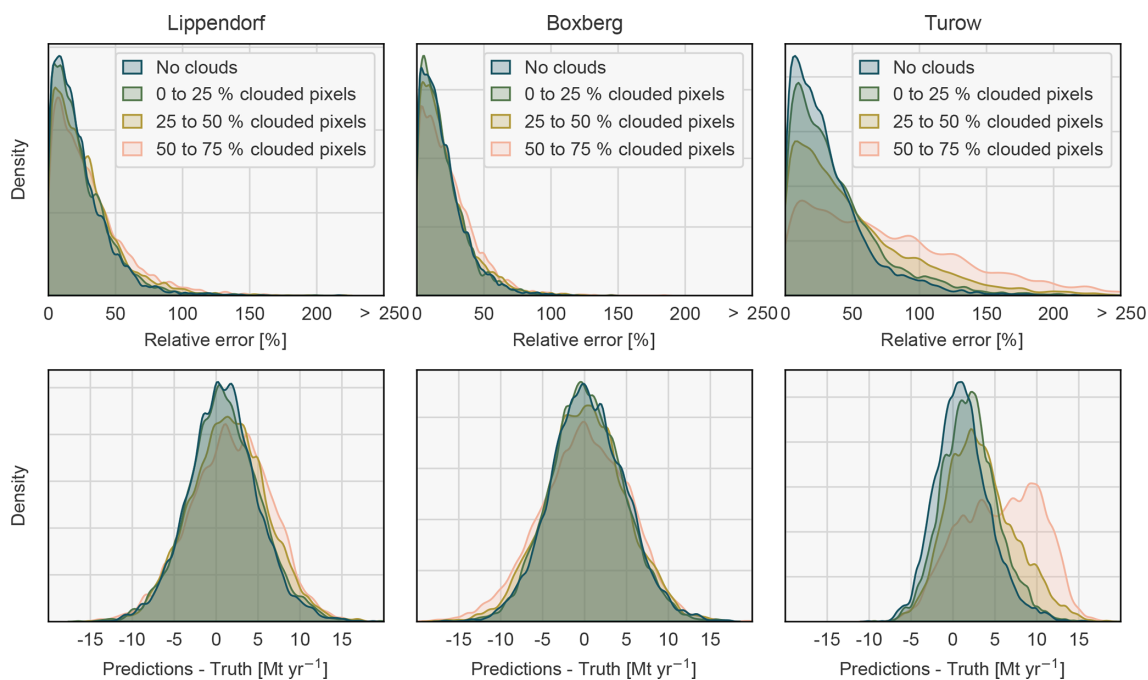 Lippendorf
Boxberg
Turow
Density
No clouds
0 to 25 % clouded pixels
25 to 50 % clouded pixels
50 to 75 % clouded pixels
No clouds
0 to 25 % clouded pixels
25 to 50 % clouded pixels
50 to 75 % clouded pixels
No clouds
0 to 25 % clouded pixels
25 to 50 % clouded pixels
50 to 75 % clouded pixels
0 50 100 150 200 > 250
0 50 100 150 200 > 250
0 50 100 150 200 > 250
Relative error [%]
Relative error [%]
Relative error [%]
Density
-15 -10 -5 0 5 10 15
-15 -10 -5 0 5 10 15
-15 -10 -5 0 5 10 15
Predictions - Truth [Mt yr⁻¹]
Predictions - Truth [Mt yr⁻¹]
Predictions - Truth [Mt yr⁻¹]